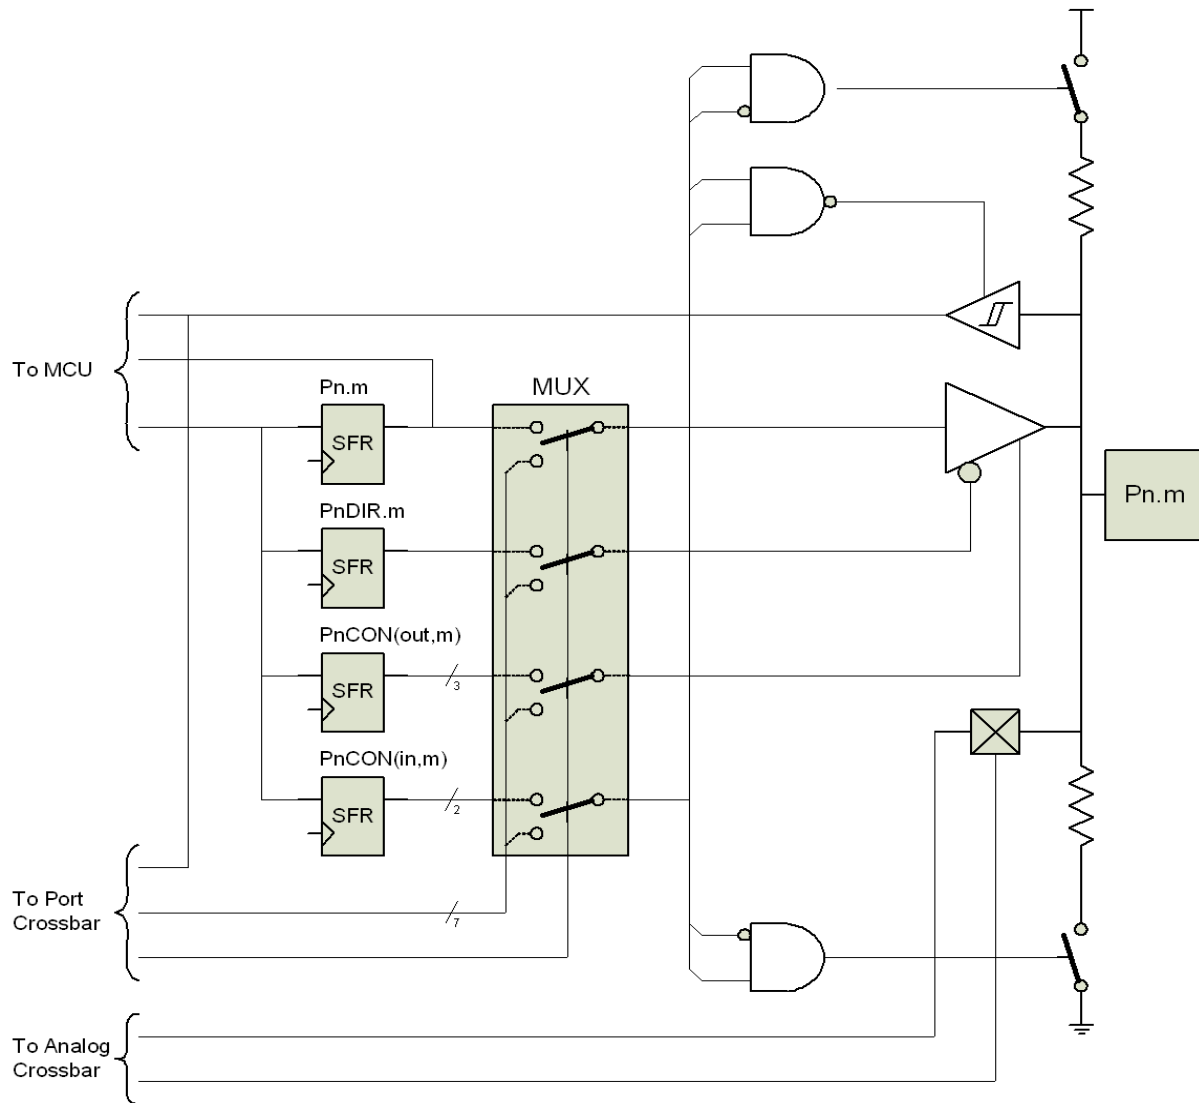 To MCU
Pn.m
MUX
SFR
Pn.m
PnDIR.m
SFR
PnCON(out,m)
SFR
3
PnCON(in,m)
SFR
2
To Port
Crossbar
7
To Analog
Crossbar